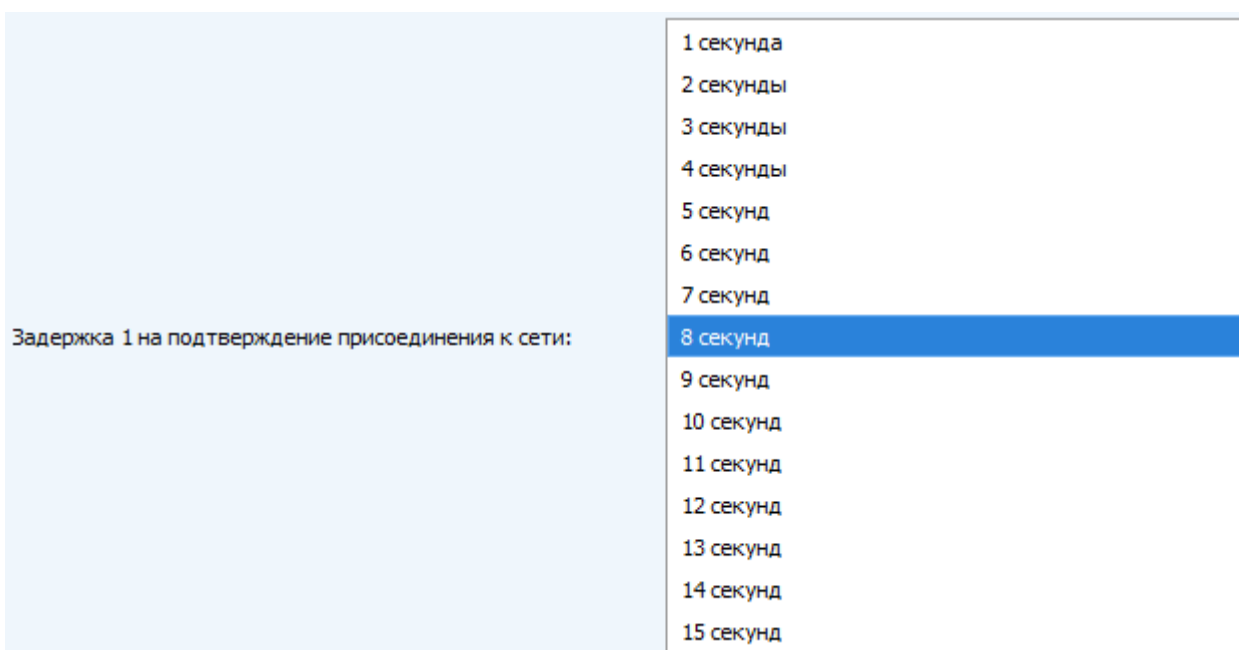 1 секунда
2 секунды
3 секунды
4 секунды
5 секунд
6 секунд
7 секунд
Задержка 1 на подтверждение присоединения к сети:
8 секунд
9 секунд
10 секунд
11 секунд
12 секунд
13 секунд
14 секунд
15 секунд